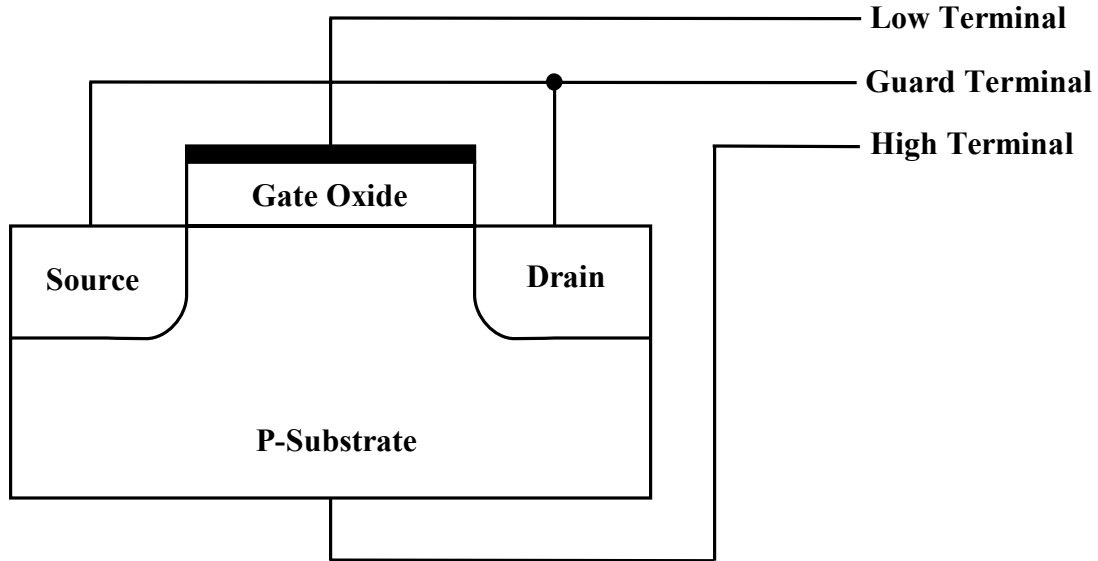 Low Terminal
Guard Terminal
High Terminal
Gate Oxide
Source
Drain
P-Substrate